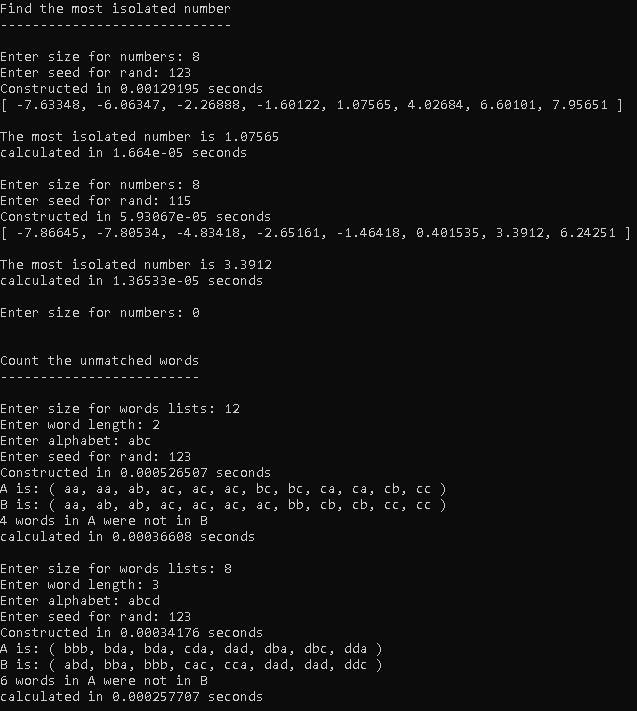 Find the most isolated number
-----------------------------
Enter size for numbers: 8
Enter seed for rand: 123
Constructed in 0.00129195 seconds
[ -7.63348, -6.06347, -2.26888, -1.60122, 1.07565, 4.02684, 6.60101, 7.95651 ]
The most isolated number is 1.07565
calculated in 1.664e-05 seconds
Enter size for numbers: 8
Enter seed for rand: 115
Constructed in 5.93067e-05 seconds
[ -7.86645, -7.80534, -4.83418, -2.65161, -1.46418, 0.401535, 3.3912, 6.24251 ]
The most isolated number is 3.3912
calculated in 1.36533e-05 seconds
Enter size for numbers: 0
Count the unmatched words
-------------------------
Enter size for words lists: 12
Enter word length: 2
Enter alphabet: abc
Enter seed for rand: 123
Constructed in 0.000526507 seconds
A is: ( aa, aa, ab, ac, ac, ac, bc, bc, ca, ca, cb, cc )
B is: ( aa, ab, ab, ac, ac, ac, ac, bb, cb, cb, cc, cc )
4 words in A were not in B
calculated in 0.00036608 seconds
Enter size for words lists: 8
Enter word length: 3
Enter alphabet: abcd
Enter seed for rand: 123
Constructed in 0.00034176 seconds
A is: ( bbb, bda, bda, cda, dad, dba, dbc, dda )
B is: ( abd, bba, bbb, cac, cca, dad, dad, ddc )
6 words in A were not in B
calculated in 0.000257707 seconds